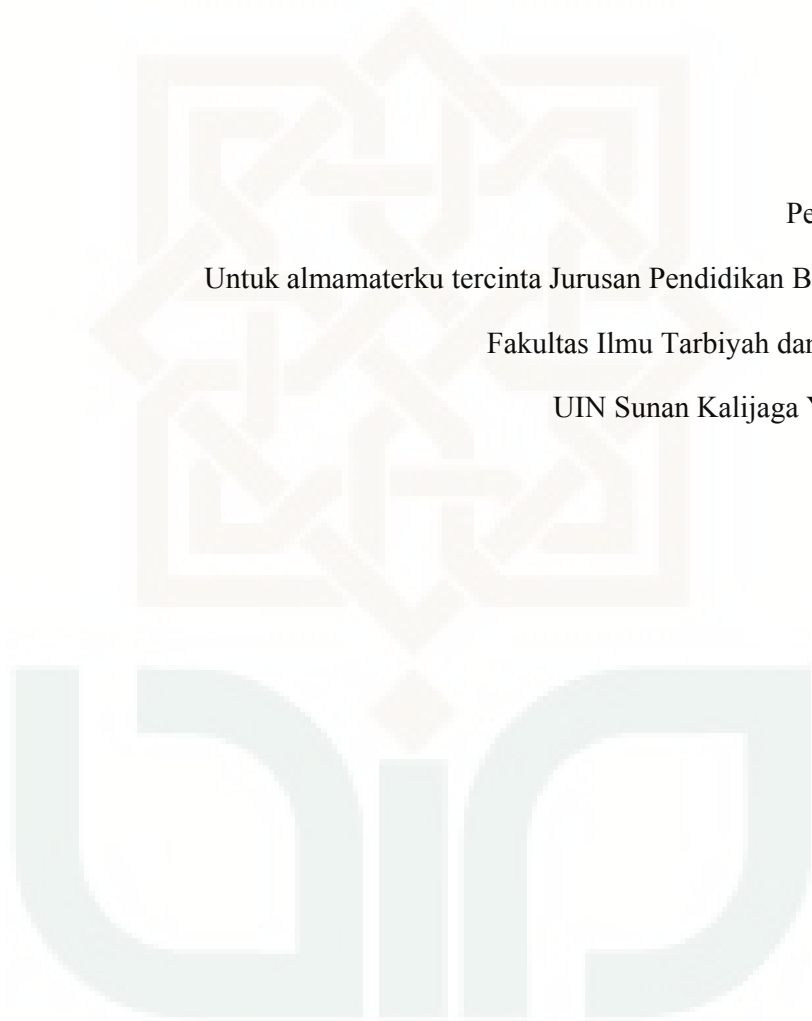 Pe
Untuk almamaterku tercinta Jurusan Pendidikan B
Fakultas Ilmu Tarbiyah dan
UIN Sunan Kalijaga Y